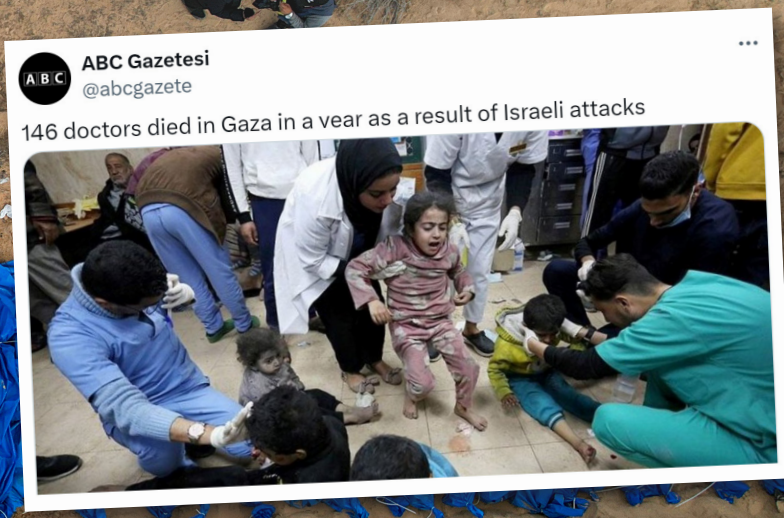 ABC
ABC Gazetesi
@abcgazete
146 doctors died in Gaza in a year as a result of Israeli attacks